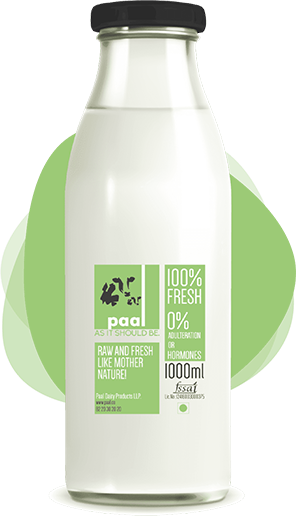 paal
AS IT SHOULD BE.
RAW AND FRESH
LIKE MOTHER
NATURE!
Paal Dairy Products LLP
www.paal.co
100%
FRESH
0%
ADULTERATION
OR
HORMONES
1000ml
fssai